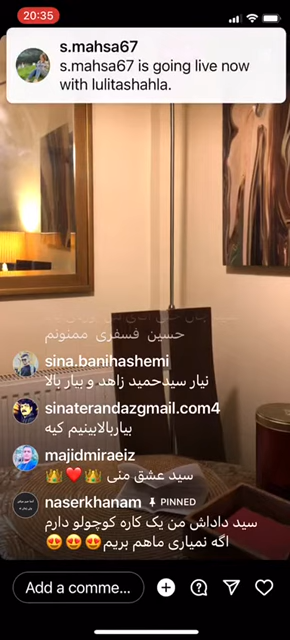 20:35
s.mahsa67
s.mahsa67 is going live now
with lulitashahla.
حسین فسفری ممنونم
sina.banihashemi
نیار سیدحمید زاهد و بیار بالا
sinaterandazgmail.com4
بیاربالابینیم کیه
majidmiraeiz
سید عشق منی 👑❤️👑
naserkhanam PINNED
سید داداش من یک کاره کوچولو دارم
اگه نمیاری ماهم بریم😍😍😍
Add a comme...